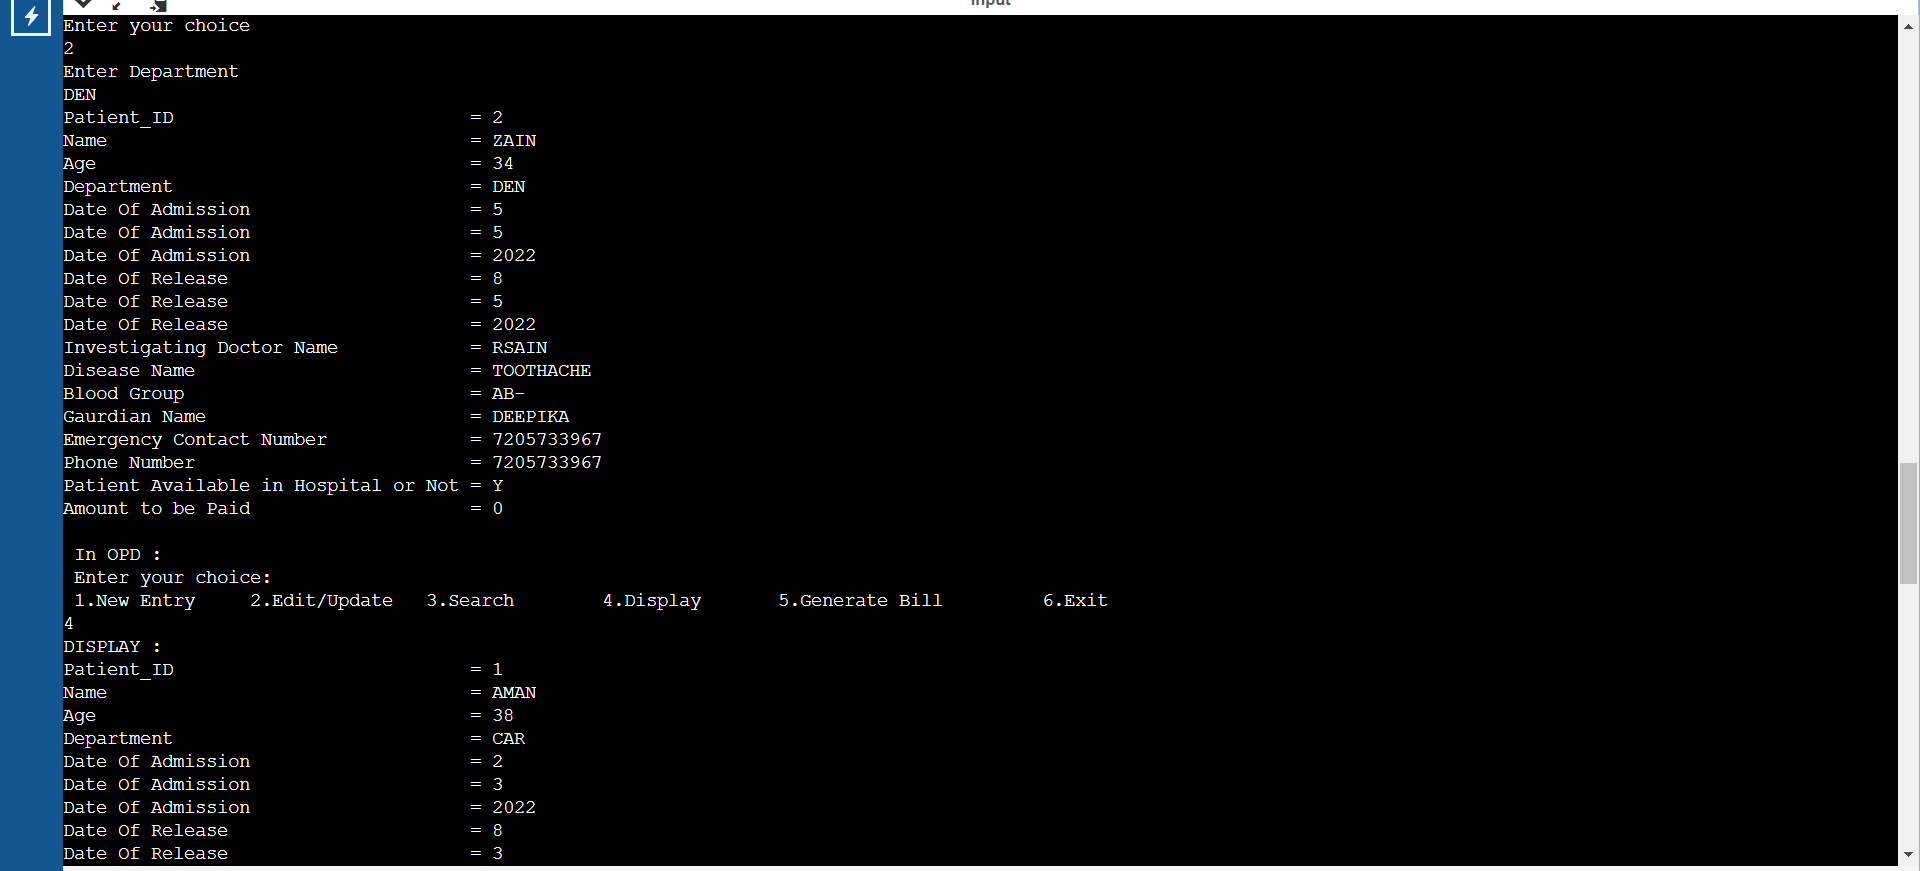 input
Enter your choice
2
Enter Department
DEN
Patient_ID = 2
Name = ZAIN
Age = 34
Department = DEN
Date Of Admission = 5
Date Of Admission = 5
Date Of Admission = 2022
Date Of Release = 8
Date Of Release = 5
Date Of Release = 2022
Investigating Doctor Name = RSAIN
Disease Name = TOOTHACHE
Blood Group = AB-
Gaurdian Name = DEEPIKA
Emergency Contact Number = 7205733967
Phone Number = 7205733967
Patient Available in Hospital or Not = Y
Amount to be Paid = 0
In OPD :
Enter your choice:
1.New Entry 2.Edit/Update 3.Search 4.Display 5.Generate Bill 6.Exit
4
DISPLAY :
Patient_ID = 1
Name = AMAN
Age = 38
Department = CAR
Date Of Admission = 2
Date Of Admission = 3
Date Of Admission = 2022
Date Of Release = 8
Date Of Release = 3